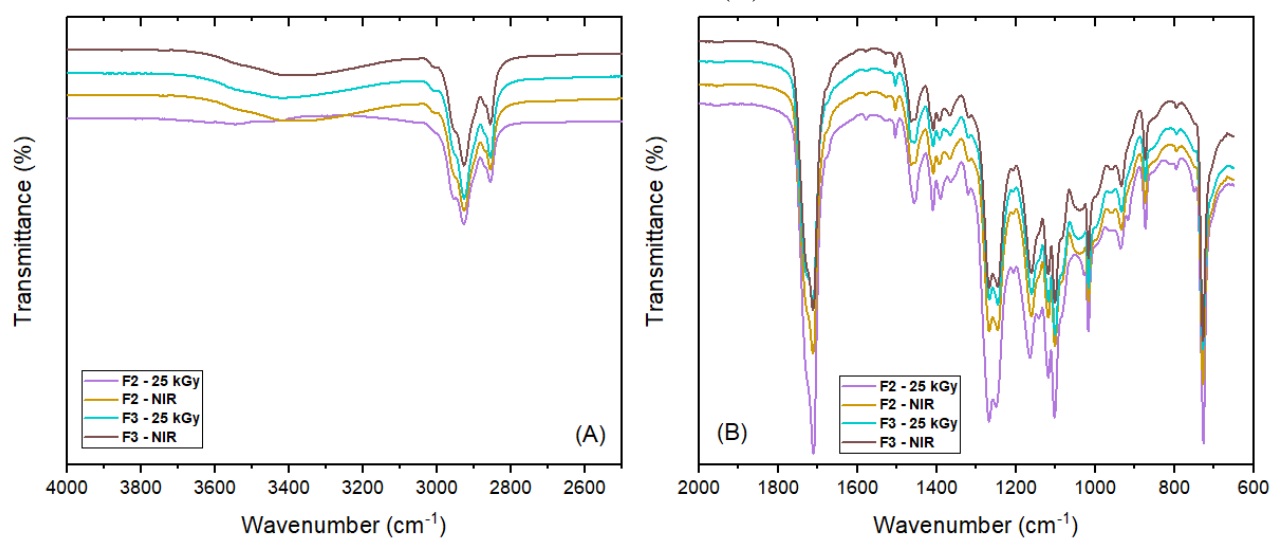 Transmittance (%)
F2 - 25 kGy
F2 - NIR
F3 - 25 kGy
F3 - NIR
(A)
4000 3800 3600 3400 3200 3000 2800 2600
Wavenumber (cm-1)
Transmittance (%)
(B)
F2 - 25 kGy
F2 - NIR
F3 - 25 kGy
F3 - NIR
2000 1800 1600 1400 1200 1000 800 600
Wavenumber (cm-1)